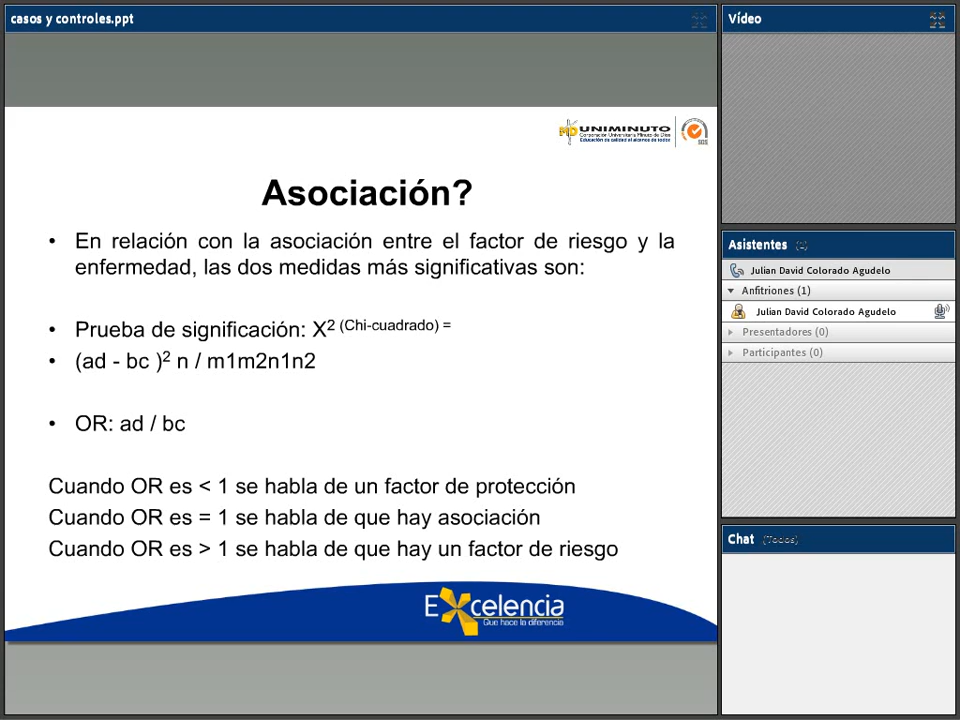 casos y controles.ppt
UNIMINUTO
Corporación Universitaria Minuto de Dios
Educación de calidad al alcance de todos
SGS
Asociación?
• En relación con la asociación entre el factor de riesgo y la
enfermedad, las dos medidas más significativas son:
• Prueba de significación: X2 (Chi-cuadrado) =
• (ad - bc )2 n / m1m2n1n2
• OR: ad / bc
Cuando OR es < 1 se habla de un factor de protección
Cuando OR es = 1 se habla de que hay asociación
Cuando OR es > 1 se habla de que hay un factor de riesgo
Excelencia
Que hace la diferencia
Vídeo
Asistentes (1)
Julian David Colorado Agudelo
Anfitriones (1)
Julian David Colorado Agudelo
Presentadores (0)
Participantes (0)
Chat (Todos)